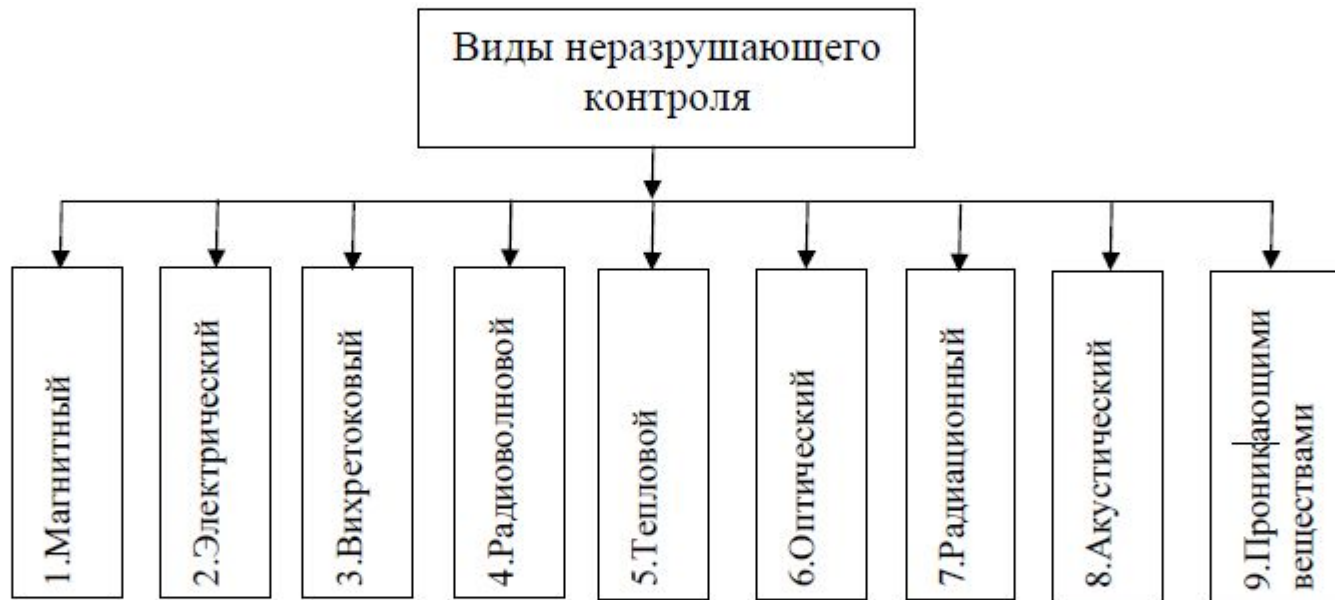 Виды неразрушающего
контроля
1.Магнитный
2.Электрический
3.Вихретоковый
4.Радиоволновой
5.Тепловой
6.Оптический
7.Радиационный
8.Акустический
9.Проникающими
веществами